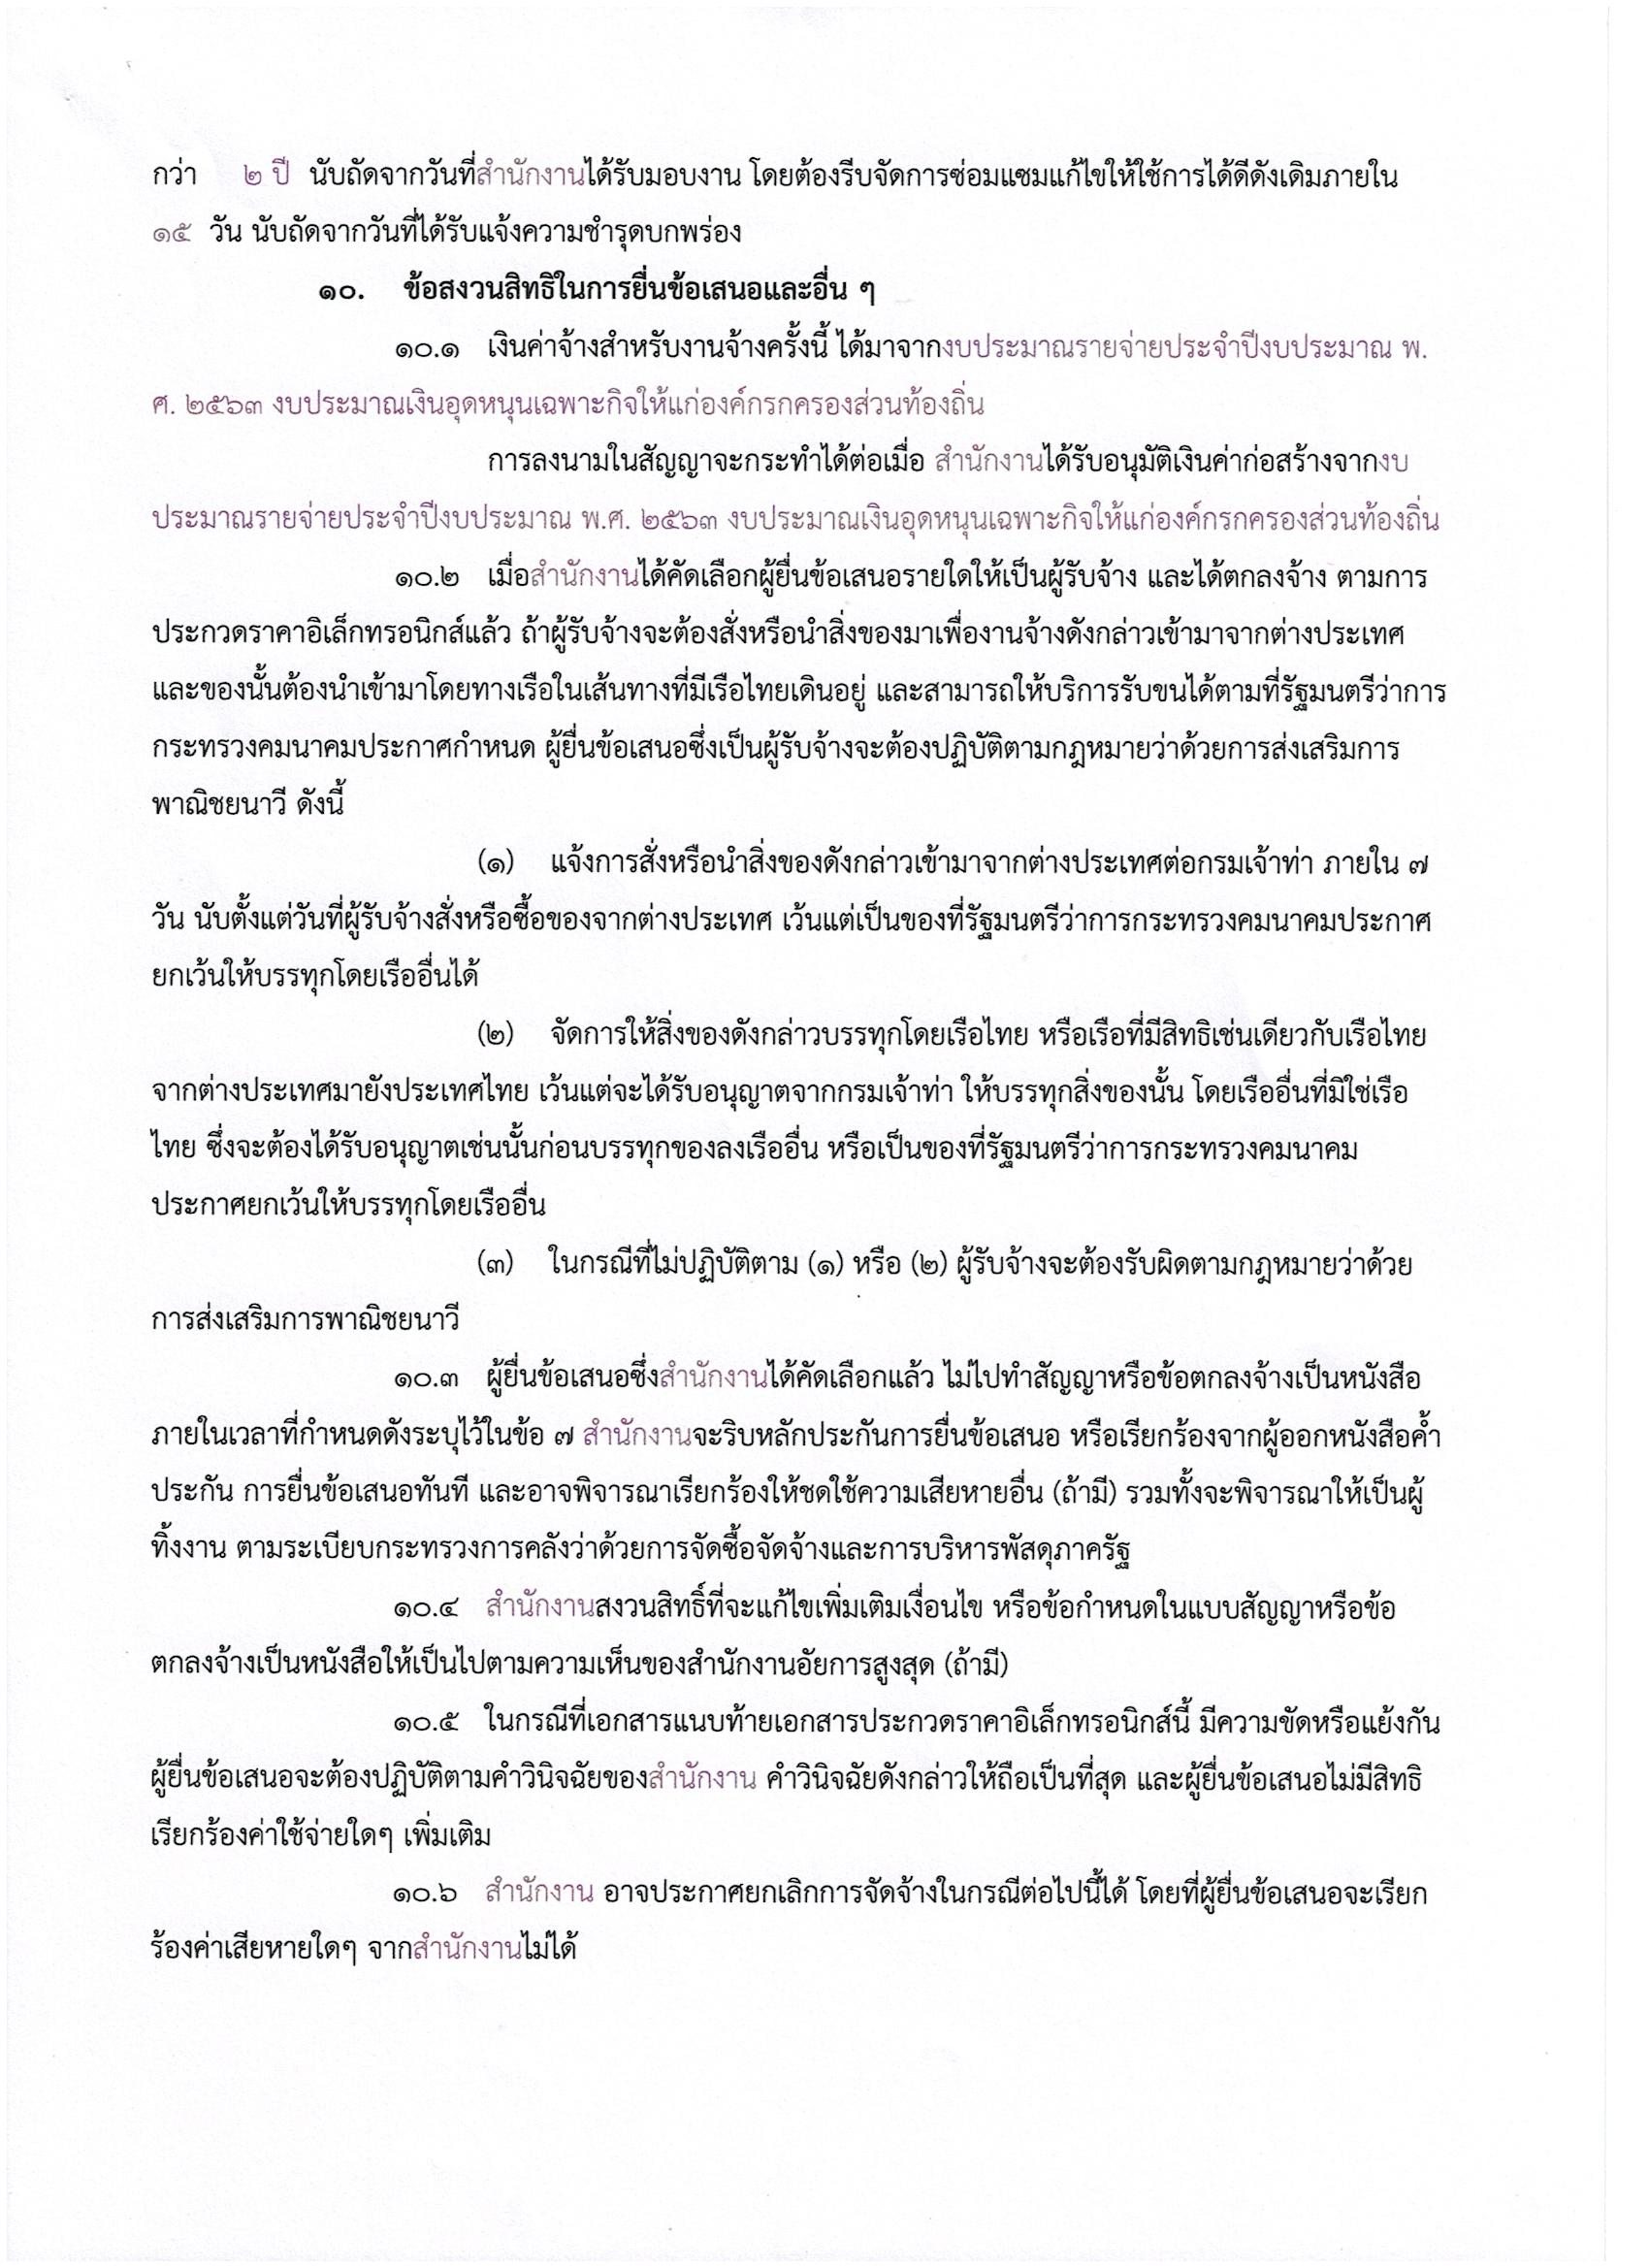 กว่า ๒ ปี นับถัดจากวันที่สำนักงานได้รับมอบงาน โดยต้องรีบจัดการซ่อมแซมแก้ไขให้ใช้การได้ดีดังเดิมภายใน
๑๕ วัน นับถัดจากวันที่ได้รับแจ้งความชำรุดบกพร่อง
๑๐. ข้อสงวนสิทธิในการยื่นข้อเสนอและอื่น ๆ
๑๐.๑ เงินค่าจ้างสำหรับงานจ้างครั้งนี้ ได้มาจากงบประมาณรายจ่ายประจำปีงบประมาณ พ.
ศ. ๒๕๖๓ งบประมาณเงินอุดหนุนเฉพาะกิจให้แก่องค์กรกครองส่วนท้องถิ่น
การลงนามในสัญญาจะกระทำได้ต่อเมื่อ สำนักงานได้รับอนุมัติเงินค่าก่อสร้างจากงบ
ประมาณรายจ่ายประจำปีงบประมาณ พ.ศ. ๒๕๖๓ งบประมาณเงินอุดหนุนเฉพาะกิจให้แก่องค์กรกครองส่วนท้องถิ่น
๑๐.๒ เมื่อสำนักงานได้คัดเลือกผู้ยื่นข้อเสนอรายใดให้เป็นผู้รับจ้าง และได้ตกลงจ้าง ตามการ
ประกวดราคาอิเล็กทรอนิกส์แล้ว ถ้าผู้รับจ้างจะต้องสั่งหรือนำสิ่งของมาเพื่องานจ้างดังกล่าวเข้ามาจากต่างประเทศ
และของนั้นต้องนำเข้ามาโดยทางเรือในเส้นทางที่มีเรือไทยเดินอยู่ และสามารถให้บริการรับขนได้ตามที่รัฐมนตรีว่าการ
กระทรวงคมนาคมประกาศกำหนด ผู้ยื่นข้อเสนอซึ่งเป็นผู้รับจ้างจะต้องปฏิบัติตามกฎหมายว่าด้วยการส่งเสริมการ
พาณิชยนาวี ดังนี้
(๑) แจ้งการสั่งหรือนำสิ่งของดังกล่าวเข้ามาจากต่างประเทศต่อกรมเจ้าท่า ภายใน ๗
วัน นับตั้งแต่วันที่ผู้รับจ้างสั่งหรือซื้อของจากต่างประเทศ เว้นแต่เป็นของที่รัฐมนตรีว่าการกระทรวงคมนาคมประกาศ
ยกเว้นให้บรรทุกโดยเรืออื่นได้
(๒) จัดการให้สิ่งของดังกล่าวบรรทุกโดยเรือไทย หรือเรือที่มีสิทธิเช่นเดียวกับเรือไทย
จากต่างประเทศมายังประเทศไทย เว้นแต่จะได้รับอนุญาตจากกรมเจ้าท่า ให้บรรทุกสิ่งของนั้น โดยเรืออื่นที่มิใช่เรือ
ไทย ซึ่งจะต้องได้รับอนุญาตเช่นนั้นก่อนบรรทุกของลงเรืออื่น หรือเป็นของที่รัฐมนตรีว่าการกระทรวงคมนาคม
ประกาศยกเว้นให้บรรทุกโดยเรืออื่น
(๓) ในกรณีที่ไม่ปฏิบัติตาม (๑) หรือ (๒) ผู้รับจ้างจะต้องรับผิดตามกฎหมายว่าด้วย
การส่งเสริมการพาณิชยนาวี
๑๐.๓ ผู้ยื่นข้อเสนอซึ่งสำนักงานได้คัดเลือกแล้ว ไม่ไปทำสัญญาหรือข้อตกลงจ้างเป็นหนังสือ
ภายในเวลาที่กำหนดดังระบุไว้ในข้อ ๗ สำนักงานจะริบหลักประกันการยื่นข้อเสนอ หรือเรียกร้องจากผู้ออกหนังสือค้ำ
ประกัน การยื่นข้อเสนอทันที และอาจพิจารณาเรียกร้องให้ชดใช้ความเสียหายอื่น (ถ้ามี) รวมทั้งจะพิจารณาให้เป็นผู้
ทิ้งงาน ตามระเบียบกระทรวงการคลังว่าด้วยการจัดซื้อจัดจ้างและการบริหารพัสดุภาครัฐ
๑๐.๔ สำนักงานสงวนสิทธิ์ที่จะแก้ไขเพิ่มเติมเงื่อนไข หรือข้อกำหนดในแบบสัญญาหรือข้อ
ตกลงจ้างเป็นหนังสือให้เป็นไปตามความเห็นของสำนักงานอัยการสูงสุด (ถ้ามี)
๑๐.๕ ในกรณีที่เอกสารแนบท้ายเอกสารประกวดราคาอิเล็กทรอนิกส์นี้ มีความขัดหรือแย้งกัน
ผู้ยื่นข้อเสนอจะต้องปฏิบัติตามคำวินิจฉัยของสำนักงาน คำวินิจฉัยดังกล่าวให้ถือเป็นที่สุด และผู้ยื่นข้อเสนอไม่มีสิทธิ
เรียกร้องค่าใช้จ่ายใดๆ เพิ่มเติม
๑๐.๖ สำนักงาน อาจประกาศยกเลิกการจัดจ้างในกรณีต่อไปนี้ได้ โดยที่ผู้ยื่นข้อเสนอจะเรียก
ร้องค่าเสียหายใดๆ จากสำนักงานไม่ได้